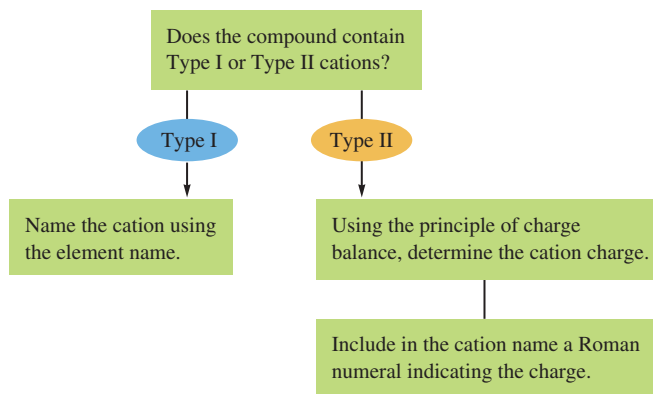 Does the compound contain
Type I or Type II cations?
Type I
Type II
Name the cation using
the element name.
Using the principle of charge
balance, determine the cation charge.
Include in the cation name a Roman
numeral indicating the charge.